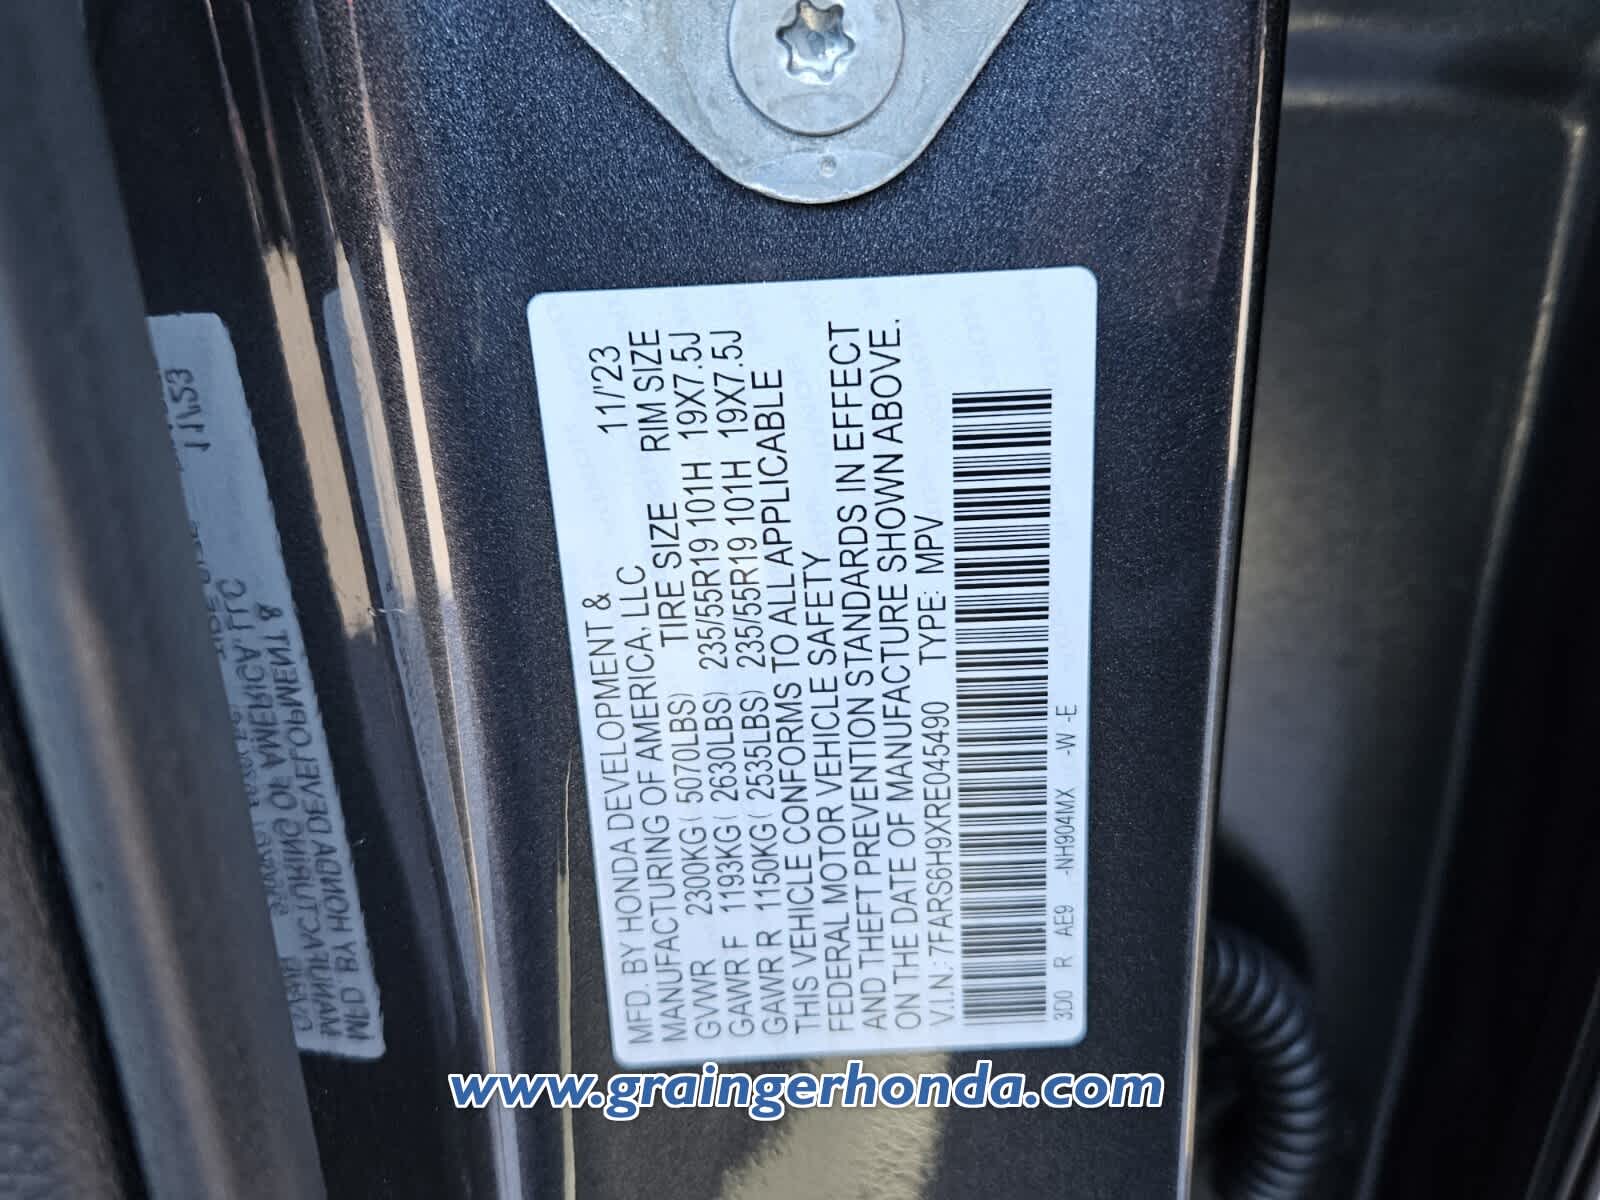 MFD. BY HONDA DEVELOPMENT & 11/'23
MANUFACTURING OF AMERICA, LLC
TIRE SIZE RIM SIZE
GVWR 2300KG( 5070LBS) 235/55R19 101H 19X7.5J
GAWR F 1193KG( 2630LBS) 235/55R19 101H 19X7.5J
GAWR R 1150KG( 2535LBS)
THIS VEHICLE CONFORMS TO ALL APPLICABLE
FEDERAL MOTOR VEHICLE SAFETY
AND THEFT PREVENTION STANDARDS IN EFFECT
ON THE DATE OF MANUFACTURE SHOWN ABOVE.
V.I.N.: 7FARS6H9XRE045490 TYPE: MPV
3D0 R AE9 -NH904MX -W -E
www.graingerhonda.com